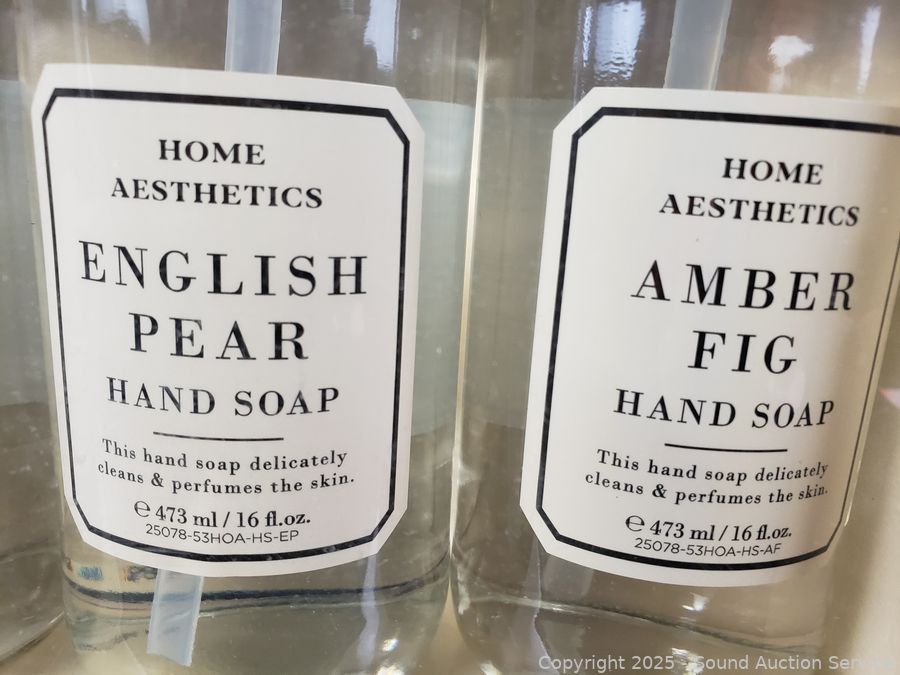 HOME
AESTHETICS
ENGLISH
PEAR
HAND SOAP
This hand soap delicately
cleans & perfumes the skin.
℮ 473 ml / 16 fl.oz.
25078-53HOA-HS-EP
HOME
AESTHETICS
AMBER
FIG
HAND SOAP
This hand soap delicately
cleans & perfumes the skin.
℮ 473 ml / 16 fl.oz.
25078-53HOA-HS-AF
Copyright 2025 - Sound Auction Service